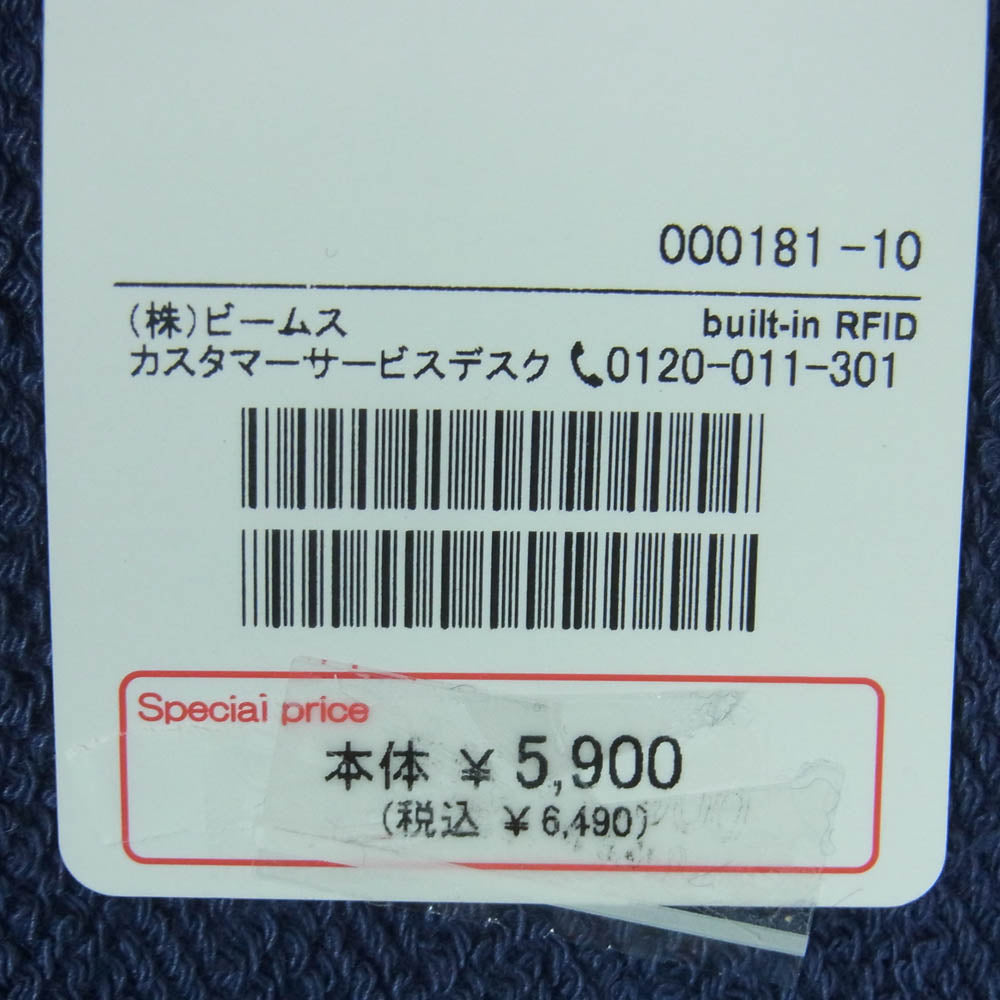 000181-10
(株)ビームス built-in RFID
カスタマーサービスデスク 0120-011-301
Special price
本体 ¥ 5,900
(税込 ¥ 6,490)